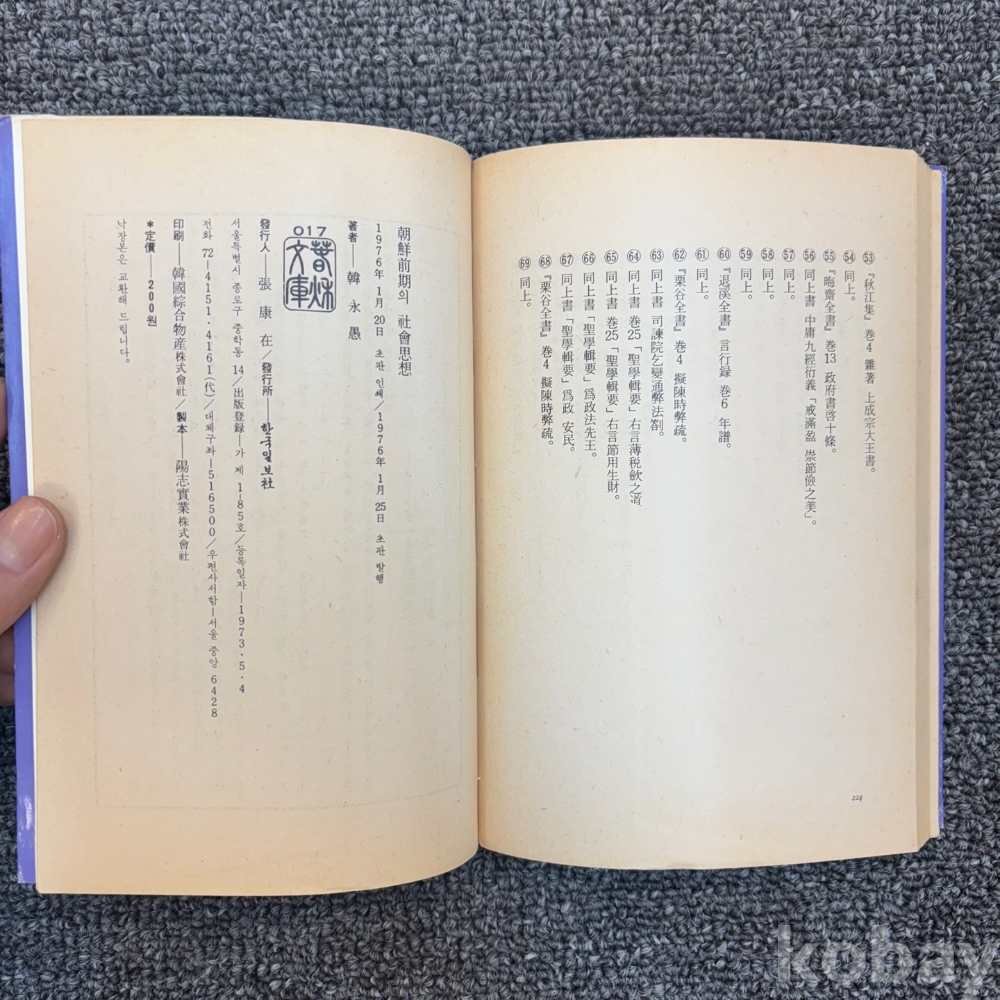 ㊼53 『秋江集』 卷4 雜著 上成宗大王書。
54 同上。
55 『晦齋全書』 卷13 政府書啓十條。
56 同上書 中庸九經衍義 「戒滿盈 崇節儉之美」。
57 同上。
58 同上。
59 同上。
60 『退溪全書』 言行録 卷6 年譜。
61 同上。
62 『栗谷全書』 卷4 擬陳時弊疏。
63 同上書 司諫院乞變通弊法剳。
64 同上書 卷25 「聖學輯要」 右言薄税歛之道
65 同上書 卷25 「聖學輯要」 右言節用生財。
66 同上書 「聖學輯要」 爲政法先王。
67 同上書 「聖學輯要」 爲政 安民。
68 『栗谷全書』 卷4 擬陳時弊疏。
69 同上。
224
朝鮮前期의 社會思想
1976年 1月 20日 초판 인쇄/1976年 1月 25日 초판 발행
著者──韓 永 愚
017
春秋文庫
發行人──張 康 在/發行所──한국일보社
서울특별시 종로구 중학동 14/出版登録──가 제 1-85호/등록일자──1973·5·4
전화 72─4151·4161(代)/대체구좌─516500/우편사서함─서울 중앙 6428
印刷──韓國綜合物産株式會社/製本──陽志實業株式會社
*定價──200원
낙장본은 교환해 드립니다.
kobay